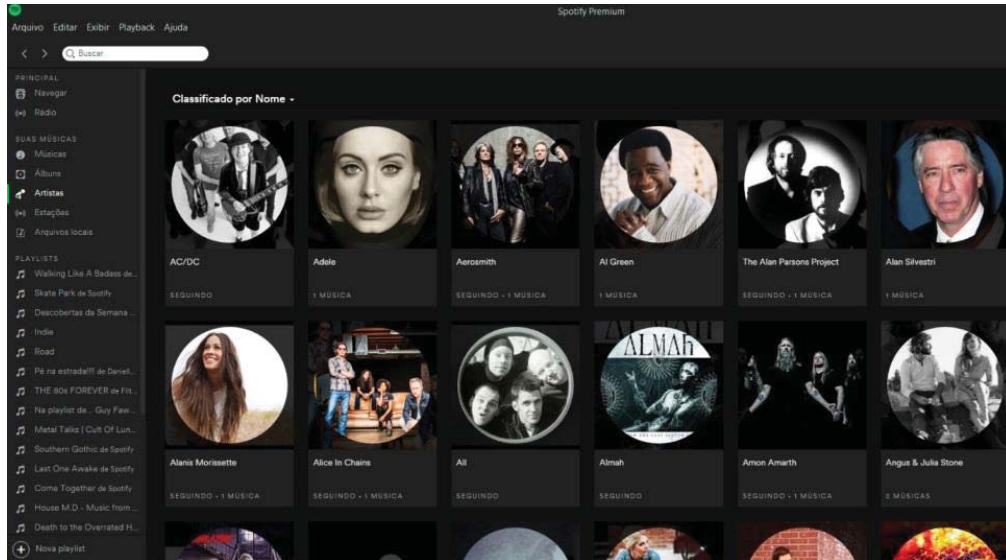 Spotify Premium
Arquivo Editar Exibir Playback Ajuda
Buscar
PRINCIPAL
Navegar
Rádio
SUAS MÚSICAS
Músicas
Álbuns
Artistas
Estações
Arquivos locais
PLAYLISTS
Walking Like A Badass de...
Skate Park de Spotify
Descobertas da Semana ...
Indie
Road
Pé na estrada!!! de Daniell...
THE 80s FOREVER de Filt...
Na playlist de... Guy Faw...
Metal Talks | Cult Of Lun...
Southern Gothic de Spotify
Last One Awake de Spotify
Come Together de Spotify
House M.D - Music from ...
Death to the Overrated H...
Nova playlist
Classificado por Nome
AC/DC
SEGUINDO
Adele
1 MÚSICA
Aerosmith
SEGUINDO • 1 MÚSICA
Al Green
1 MÚSICA
The Alan Parsons Project
SEGUINDO • 1 MÚSICA
Alan Silvestri
1 MÚSICA
Alanis Morissette
SEGUINDO • 1 MÚSICA
Alice In Chains
SEGUINDO • 1 MÚSICA
All
SEGUINDO
ALMAH
Almah
SEGUINDO
Amon Amarth
SEGUINDO • 1 MÚSICA
Angus & Julia Stone
2 MÚSICAS